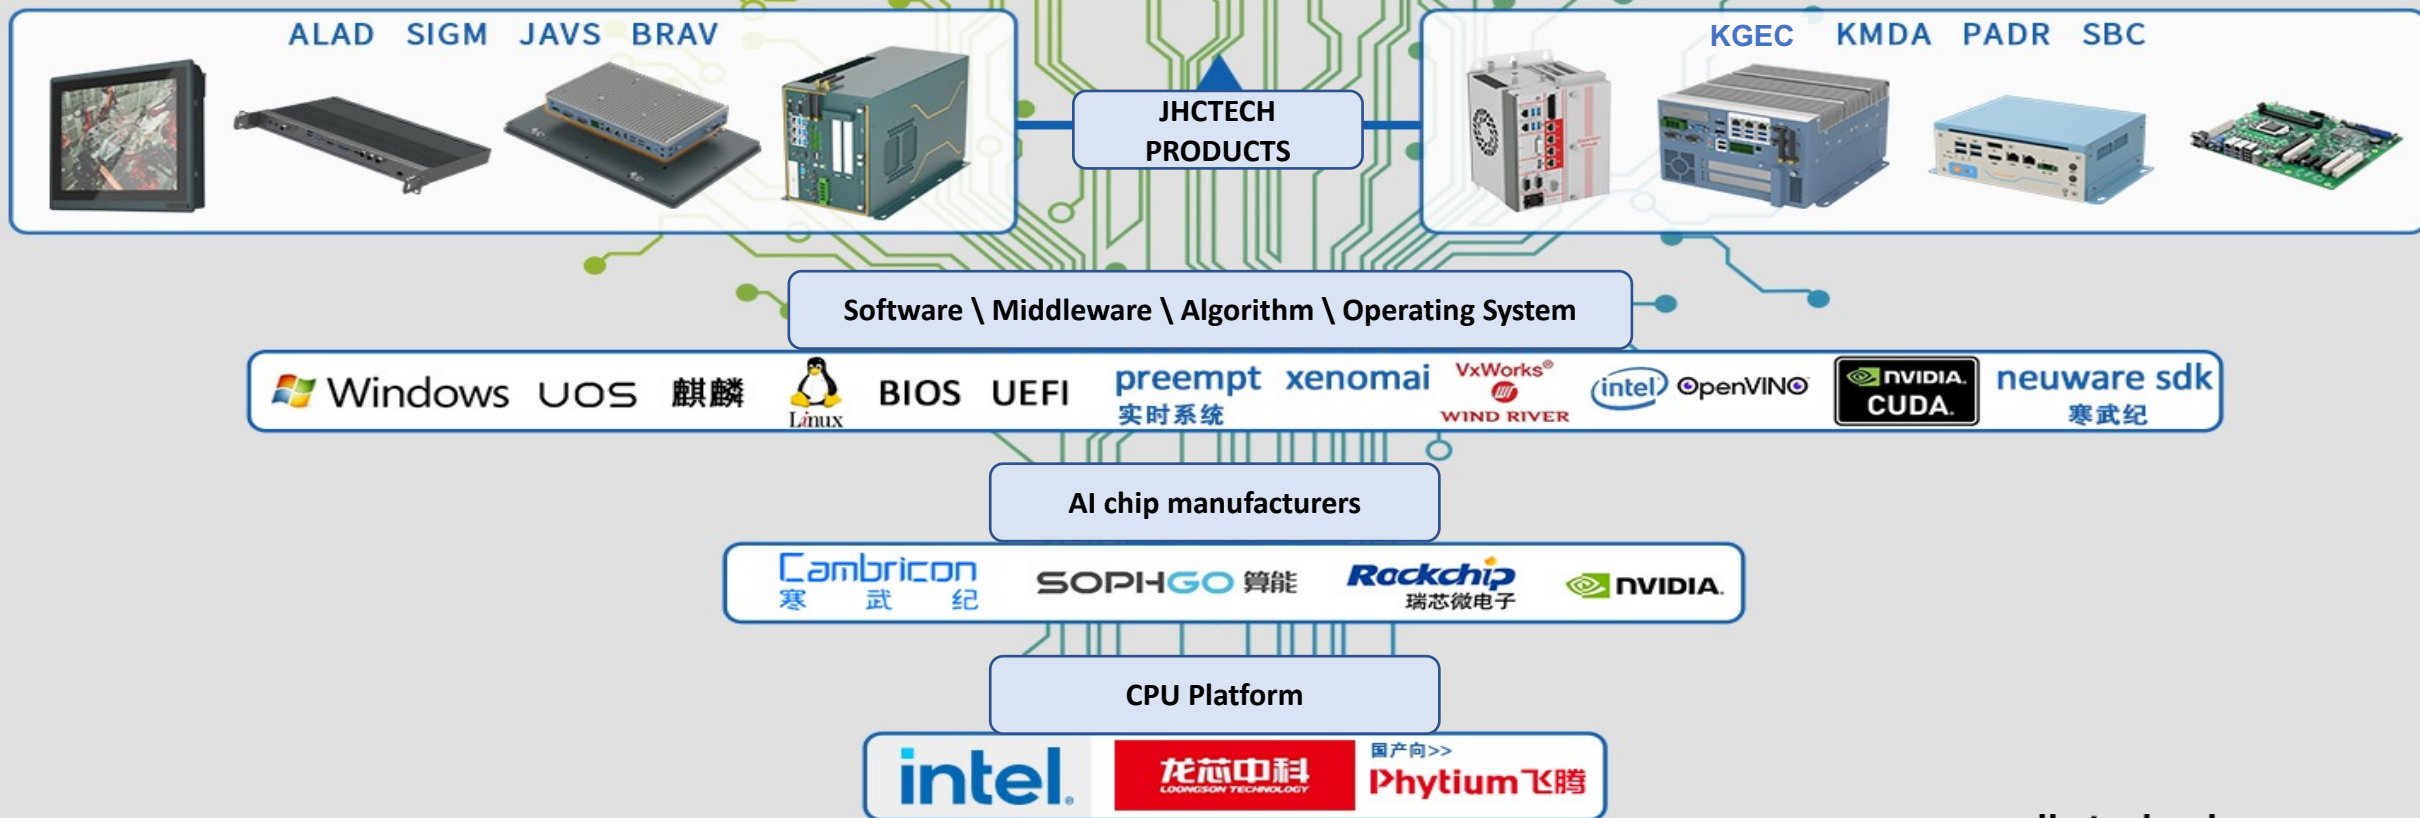 ALAD SIGM JAVS BRAV
KGEC KMDA PADR SBC
JHCTECH
PRODUCTS
Software \ Middleware \ Algorithm \ Operating System
Windows
UOS
麒麟
Linux
BIOS
UEFI
preempt
实时系统
xenomai
VxWorks®
WIND RIVER
intel OpenVINO
NVIDIA.
CUDA.
neuware sdk
寒武纪
AI chip manufacturers
Cambricon
寒武纪
SOPHGO 算能
Rockchip
瑞芯微电子
NVIDIA.
CPU Platform
intel®
龙芯中科
LOONGSON TECHNOLOGY
国产向>>
Phytium飞腾